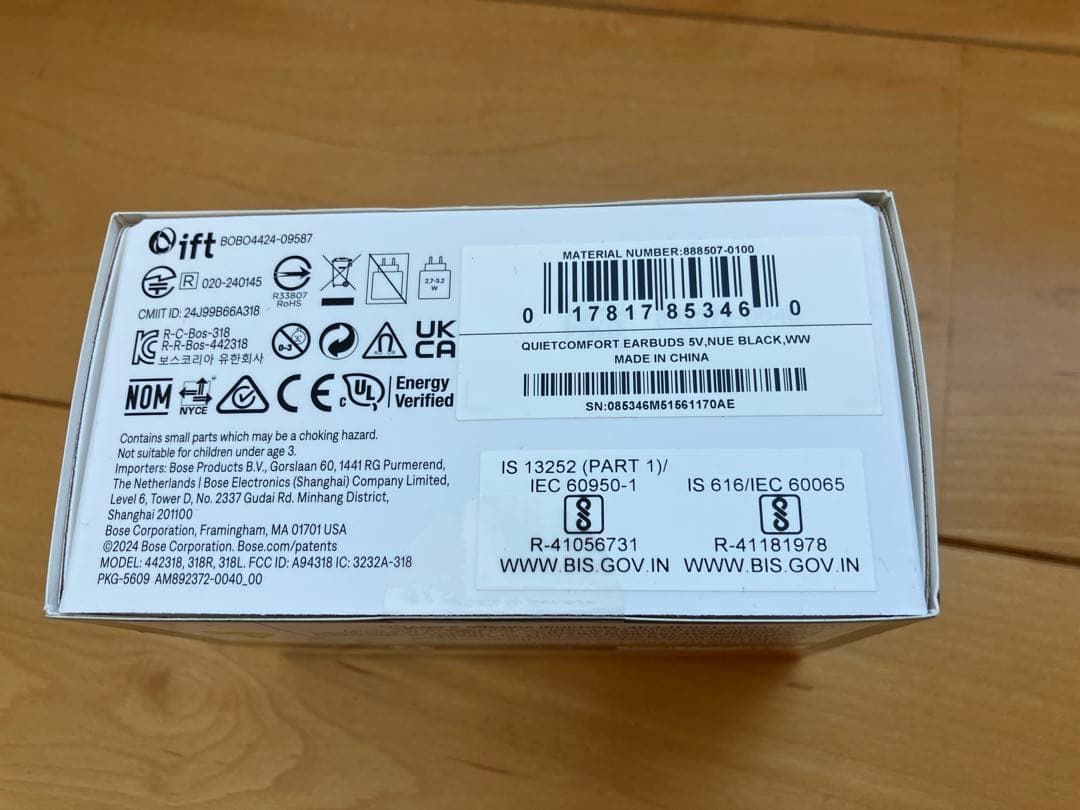 ift BOBO4424-09587
R 020-240145
R33807
RoHS
2.7-3.2
W
CMIIT ID: 24J99B66A318
R-C-Bos-318
R-R-Bos-442318
보스코리아 유한회사
0-3
UK
CA
NOM
NYCE
CE
c UL
Energy
Verified
Contains small parts which may be a choking hazard.
Not suitable for children under age 3.
Importers: Bose Products B.V., Gorslaan 60, 1441 RG Purmerend,
The Netherlands | Bose Electronics (Shanghai) Company Limited,
Level 6, Tower D, No. 2337 Gudai Rd. Minhang District,
Shanghai 201100
Bose Corporation, Framingham, MA 01701 USA
©2024 Bose Corporation. Bose.com/patents
MODEL: 442318, 318R, 318L. FCC ID: A94318 IC: 3232A-318
PKG-5609 AM892372-0040_00
MATERIAL NUMBER:888507-0100
0 17817 85346 0
QUIETCOMFORT EARBUDS 5V,NUE BLACK,WW
MADE IN CHINA
SN:085346M51561170AE
IS 13252 (PART 1)/
IEC 60950-1
R-41056731
WWW.BIS.GOV.IN
IS 616/IEC 60065
R-41181978
WWW.BIS.GOV.IN